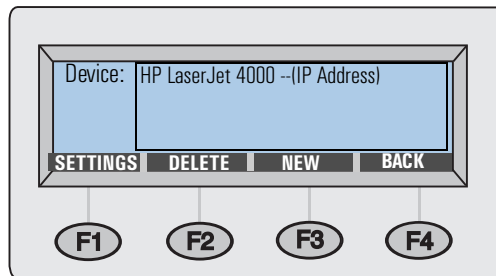 Device: HP LaserJet 4000 --(IP Address)
SETTINGS DELETE NEW BACK
F1 F2 F3 F4